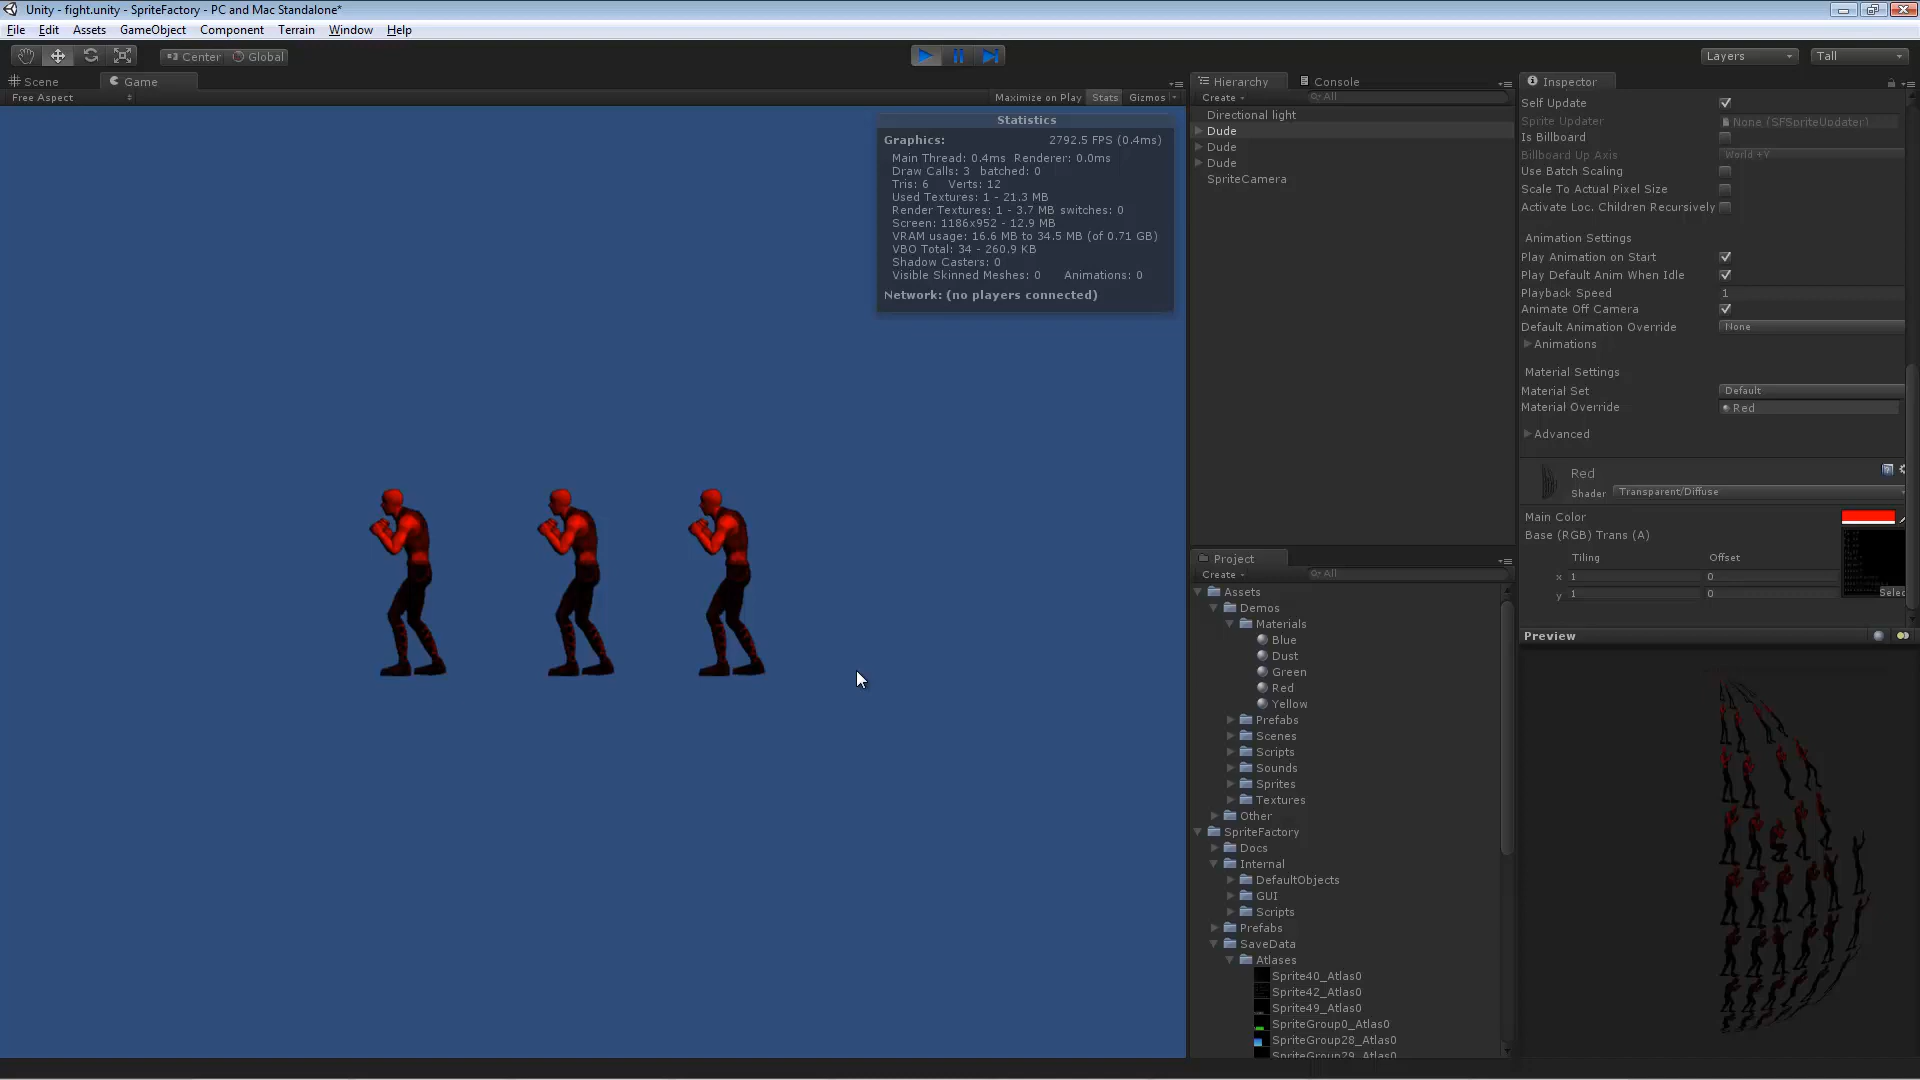 Unity - fight.unity - SpriteFactory - PC and Mac Standalone*
File Edit Assets GameObject Component Terrain Window Help
Center Global
Layers Tall
Scene Game
Free Aspect
Maximize on Play Stats Gizmos
Statistics
Graphics: 2792.5 FPS (0.4ms)
Main Thread: 0.4ms Renderer: 0.0ms
Draw Calls: 3 batched: 0
Tris: 6 Verts: 12
Used Textures: 1 - 21.3 MB
Render Textures: 1 - 3.7 MB switches: 0
Screen: 1186x952 - 12.9 MB
VRAM usage: 16.6 MB to 34.5 MB (of 0.71 GB)
VBO Total: 34 - 260.9 KB
Shadow Casters: 0
Visible Skinned Meshes: 0 Animations: 0
Network: (no players connected)
Hierarchy Console
Create All
Directional light
Dude
Dude
Dude
SpriteCamera
Project
Create All
Assets
Demos
Materials
Blue
Dust
Green
Red
Yellow
Prefabs
Scenes
Scripts
Sounds
Sprites
Textures
Other
SpriteFactory
Docs
Internal
DefaultObjects
GUI
Scripts
Prefabs
SaveData
Atlases
Sprite40_Atlas0
Sprite42_Atlas0
Sprite49_Atlas0
SpriteGroup0_Atlas0
SpriteGroup28_Atlas0
SpriteGroup29_Atlas0
Inspector
Self Update
Sprite Updater None (SFSpriteUpdater)
Is Billboard
Billboard Up Axis World +Y
Use Batch Scaling
Scale To Actual Pixel Size
Activate Loc. Children Recursively
Animation Settings
Play Animation on Start
Play Default Anim When Idle
Playback Speed 1
Animate Off Camera
Default Animation Override None
Animations
Material Settings
Material Set Default
Material Override Red
Advanced
Red
Shader Transparent/Diffuse
Main Color
Base (RGB) Trans (A)
Tiling Offset
x 1 0
y 1 0
Selec
Preview